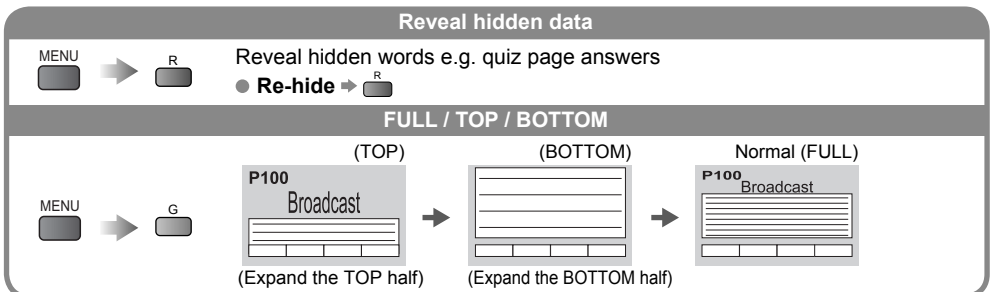 Reveal hidden data
MENU
R
Reveal hidden words e.g. quiz page answers
● Re-hide ➡ R
FULL / TOP / BOTTOM
MENU
G
(TOP)
P100
Broadcast
(Expand the TOP half)
(BOTTOM)
(Expand the BOTTOM half)
Normal (FULL)
P100
Broadcast